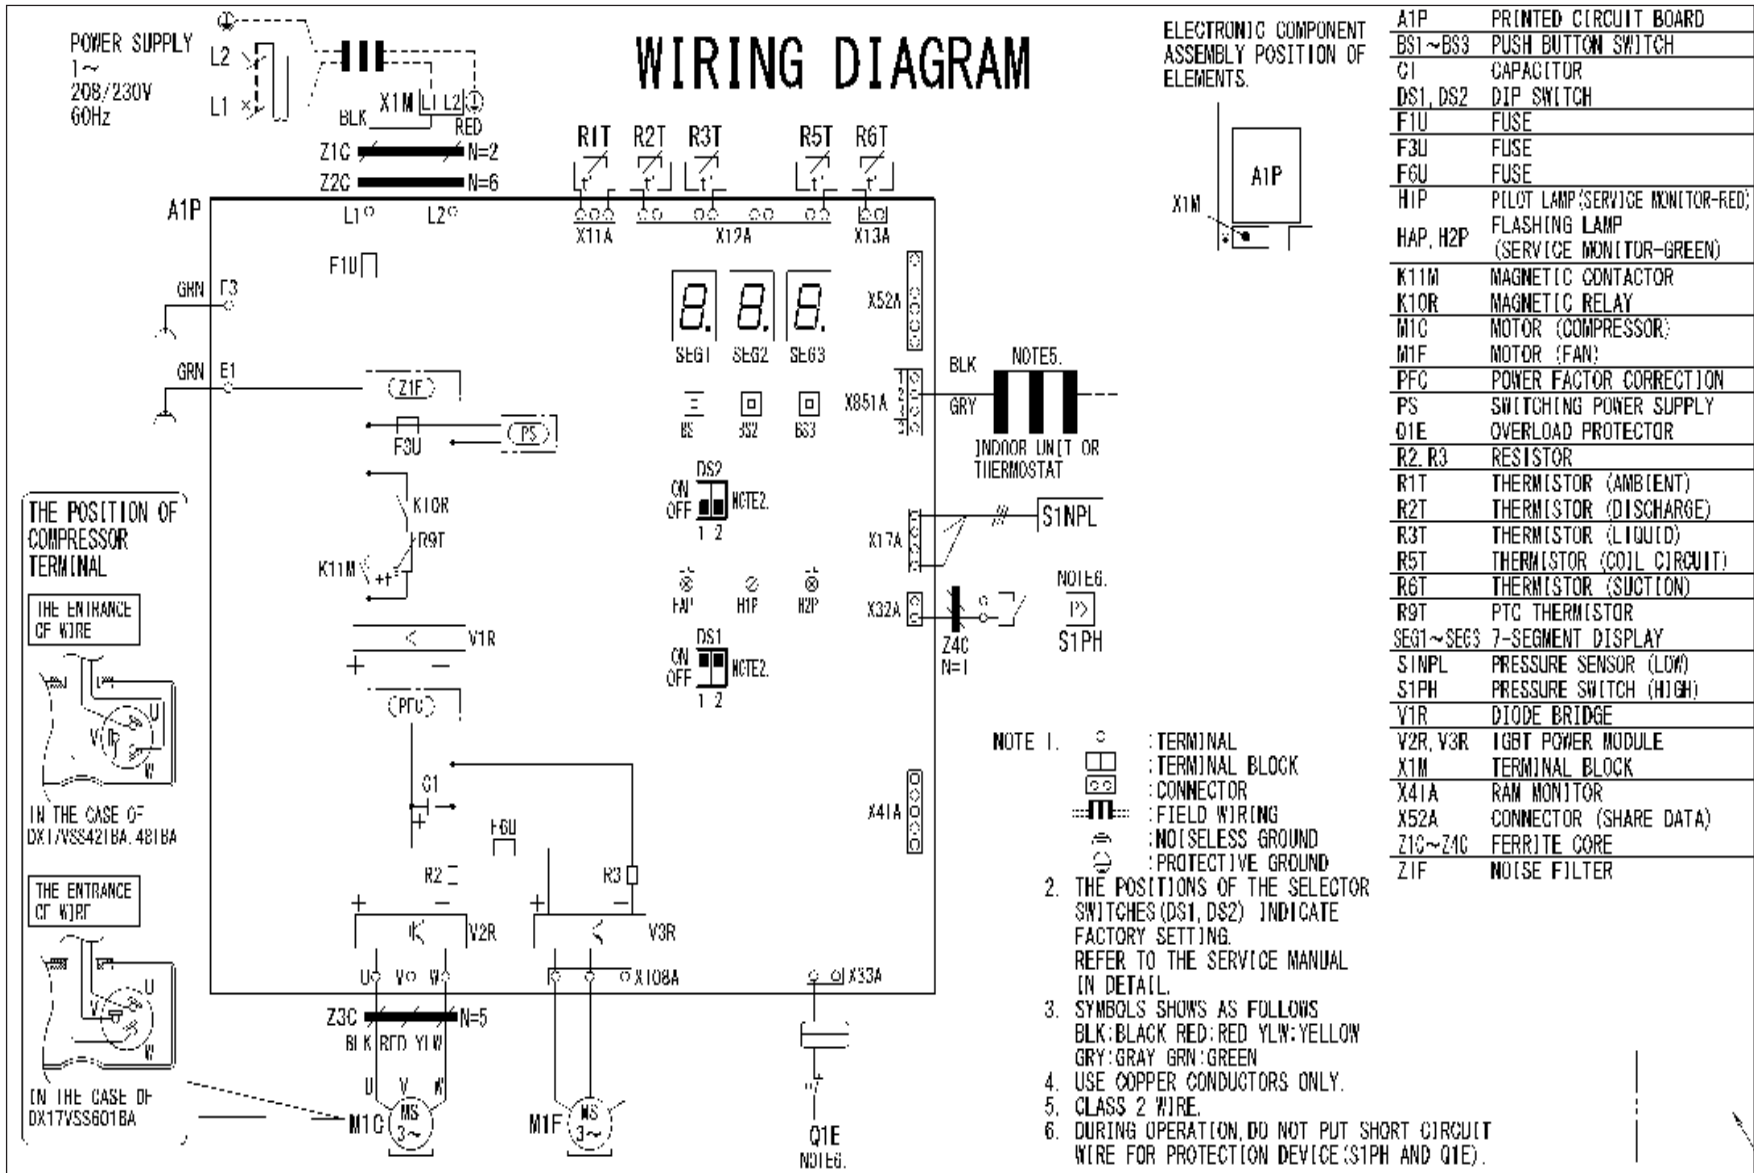 WIRING DIAGRAM
POWER SUPPLY
1~
208/230V
60Hz
L2
L1
X1M
L1 L2
BLK
RED
Z1C
N=2
Z2C
N=6
R1T
R2T
R3T
R5T
R6T
t°
t°
t°
t°
t°
A1P
L1
L2
X11A
X12A
X13A
F1U
GRN E3
GRN E1
Z1F
F3U
PS
K10R
R9T
K11M
+t
V1R
+ -
PFC
C1
+
F6U
R2
R3
+ -
+ -
V2R
V3R
U V W
X108A
X33A
Z3C
N=5
BLK RED YLW
U V W
M1C
MS
3~
M1F
MS
3~
Q1E
NOTE6.
SEG1 SEG2 SEG3
BS BS2 BS3
DS2
ON
OFF
NOTE2.
1 2
HAP H1P H2P
DS1
ON
OFF
NOTE2.
1 2
X52A
X851A
1
2
3
BLK
GRY
NOTE5.
INDOOR UNIT OR
THERMOSTAT
X17A
S1NPL
X32A
Z4C
N=1
NOTE6.
P>
S1PH
X41A
THE POSITION OF
COMPRESSOR
TERMINAL
THE ENTRANCE
OF WIRE
U
V
W
IN THE CASE OF
DX17VSS421BA, 481BA
THE ENTRANCE
OF WIRE
U
V
W
IN THE CASE OF
DX17VSS601BA
ELECTRONIC COMPONENT
ASSEMBLY POSITION OF
ELEMENTS.
A1P
X1M
NOTE 1.
:TERMINAL
:TERMINAL BLOCK
:CONNECTOR
:FIELD WIRING
:NOISELESS GROUND
:PROTECTIVE GROUND
2. THE POSITIONS OF THE SELECTOR
SWITCHES(DS1, DS2) INDICATE
FACTORY SETTING.
REFER TO THE SERVICE MANUAL
IN DETAIL.
3. SYMBOLS SHOWS AS FOLLOWS
BLK:BLACK RED:RED YLW:YELLOW
GRY:GRAY GRN:GREEN
4. USE COPPER CONDUCTORS ONLY.
5. CLASS 2 WIRE.
6. DURING OPERATION, DO NOT PUT SHORT CIRCUIT
WIRE FOR PROTECTION DEVICE(S1PH AND Q1E).
A1P PRINTED CIRCUIT BOARD
BS1~BS3 PUSH BUTTON SWITCH
C1 CAPACITOR
DS1, DS2 DIP SWITCH
F1U FUSE
F3U FUSE
F6U FUSE
H1P PILOT LAMP(SERVICE MONITOR-RED)
HAP, H2P FLASHING LAMP
(SERVICE MONITOR-GREEN)
K11M MAGNETIC CONTACTOR
K10R MAGNETIC RELAY
M1C MOTOR (COMPRESSOR)
M1F MOTOR (FAN)
PFC POWER FACTOR CORRECTION
PS SWITCHING POWER SUPPLY
Q1E OVERLOAD PROTECTOR
R2, R3 RESISTOR
R1T THERMISTOR (AMBIENT)
R2T THERMISTOR (DISCHARGE)
R3T THERMISTOR (LIQUID)
R5T THERMISTOR (COIL CIRCUIT)
R6T THERMISTOR (SUCTION)
R9T PTC THERMISTOR
SEG1~SEG3 7-SEGMENT DISPLAY
S1NPL PRESSURE SENSOR (LOW)
S1PH PRESSURE SWITCH (HIGH)
V1R DIODE BRIDGE
V2R, V3R IGBT POWER MODULE
X1M TERMINAL BLOCK
X41A RAM MONITOR
X52A CONNECTOR (SHARE DATA)
Z1C~Z4C FERRITE CORE
Z1F NOISE FILTER